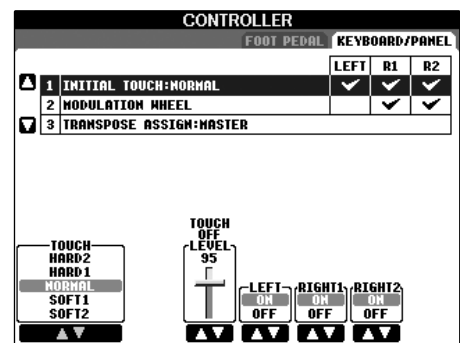 CONTROLLER
FOOT PEDAL KEYBOARD/PANEL
LEFT R1 R2
1 INITIAL TOUCH:NORMAL
2 MODULATION WHEEL
3 TRANSPOSE ASSIGN:MASTER
TOUCH
HARD2
HARD1
NORMAL
SOFT1
SOFT2
TOUCH
OFF
LEVEL
95
LEFT RIGHT1 RIGHT2
ON ON ON
OFF OFF OFF